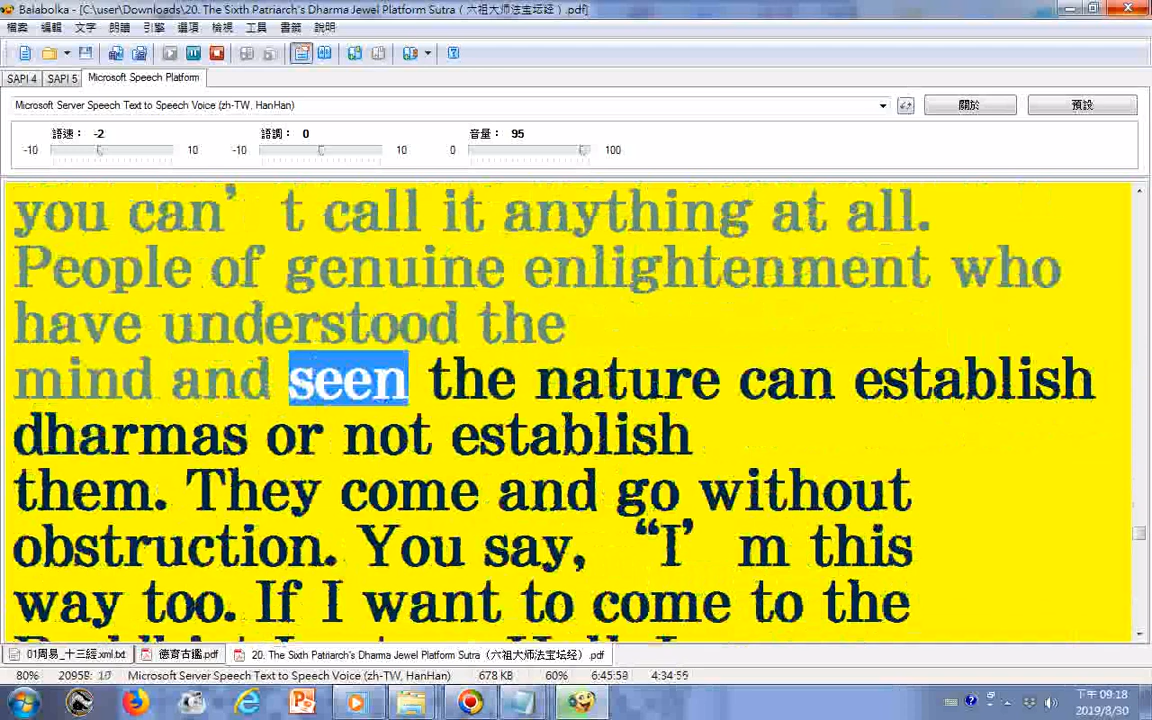 Balabolka - [C:\user\Downloads\20. The Sixth Patriarch's Dharma Jewel Platform Sutra（六祖大师法宝坛经）.pdf]
檔案 編輯 文字 朗讀 引擎 選項 檢視 工具 書籤 說明
SAPI 4 SAPI 5 Microsoft Speech Platform
Microsoft Server Speech Text to Speech Voice (zh-TW, HanHan) 關於 預設
語速： -2 語調： 0 音量： 95
-10 10 -10 10 0 100
you can’t call it anything at all.
People of genuine enlightenment who
have understood the
mind and seen the nature can establish
dharmas or not establish
them. They come and go without
obstruction. You say, “I’m this
way too. If I want to come to the
01周易_十三經.xml.txt 德育古鑑.pdf 20. The Sixth Patriarch's Dharma Jewel Platform Sutra（六祖大师法宝坛经）.pdf
80% Microsoft Server Speech Text to Speech Voice (zh-TW, HanHan) 678 KB 60% 6:45:58 4:34:55
下午 09:18
2019/8/30